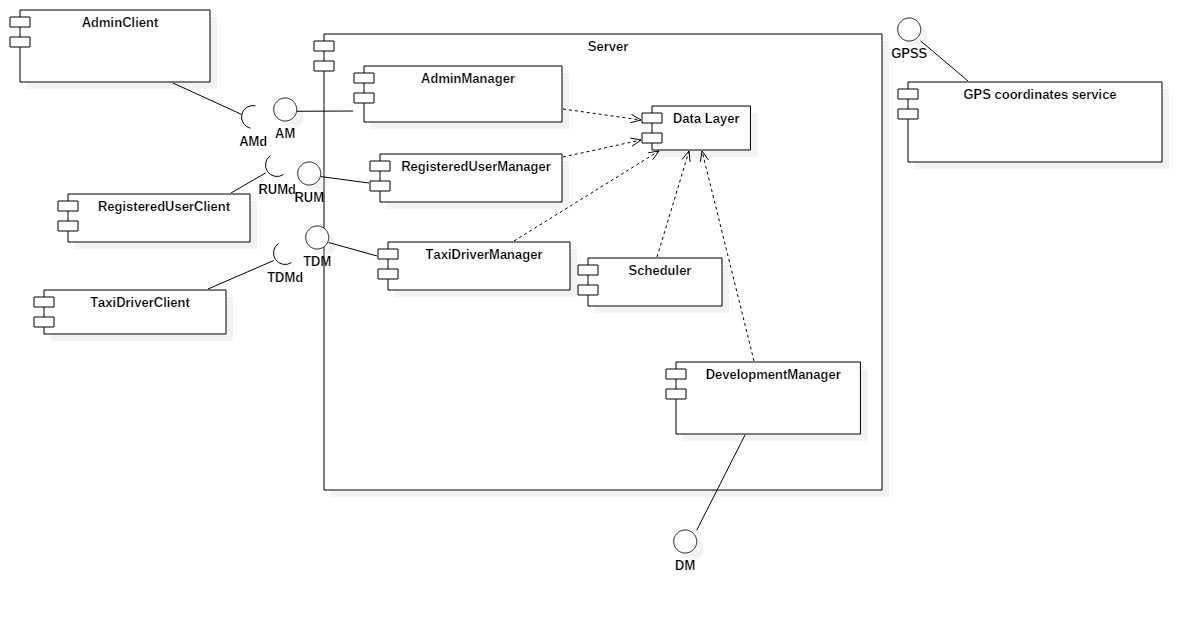 AdminClient
Server
GPSS
AdminManager
GPS coordinates service
Data Layer
AMd
AM
RegisteredUserManager
RUMd
RUM
RegisteredUserClient
TaxiDriverManager
TDM
Scheduler
TDMd
TaxiDriverClient
DevelopmentManager
DM